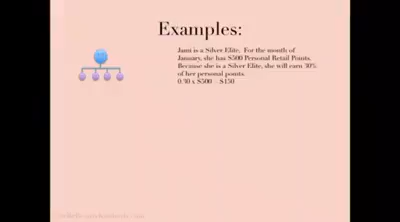 Examples:
Jami is a Silver Elite. For the month of
January, she has $500 Personal Retail Points.
Because she is a Silver Elite, she will earn 30%
of her personal points.
0.30 x $500 $150